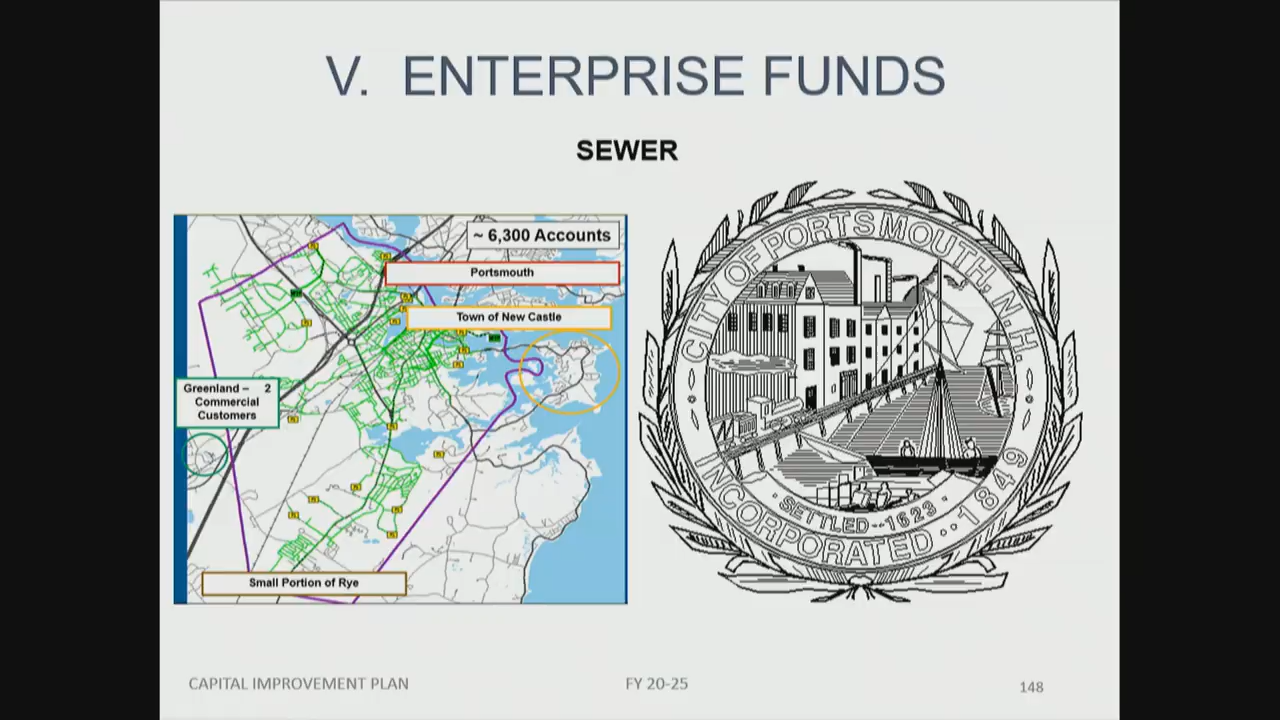 V. ENTERPRISE FUNDS
SEWER
~ 6,300 Accounts
Portsmouth
Town of New Castle
Greenland – 2
Commercial
Customers
Small Portion of Rye
CITY OF PORTSMOUTH, N.H.
SETTLED--1623
INCORPORATED··1849
CAPITAL IMPROVEMENT PLAN
FY 20-25
148